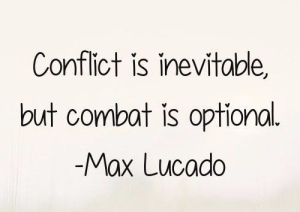 Conflict is inevitable,
but combat is optional.
-Max Lucado